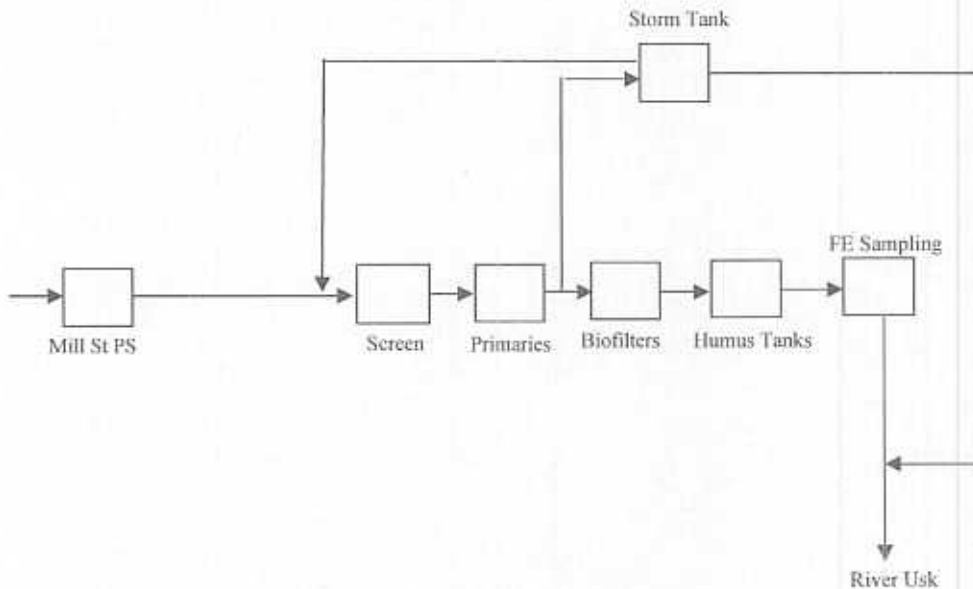 Storm Tank
FE Sampling
Mill St PS
Screen
Primaries
Biofilters
Humus Tanks
River Usk